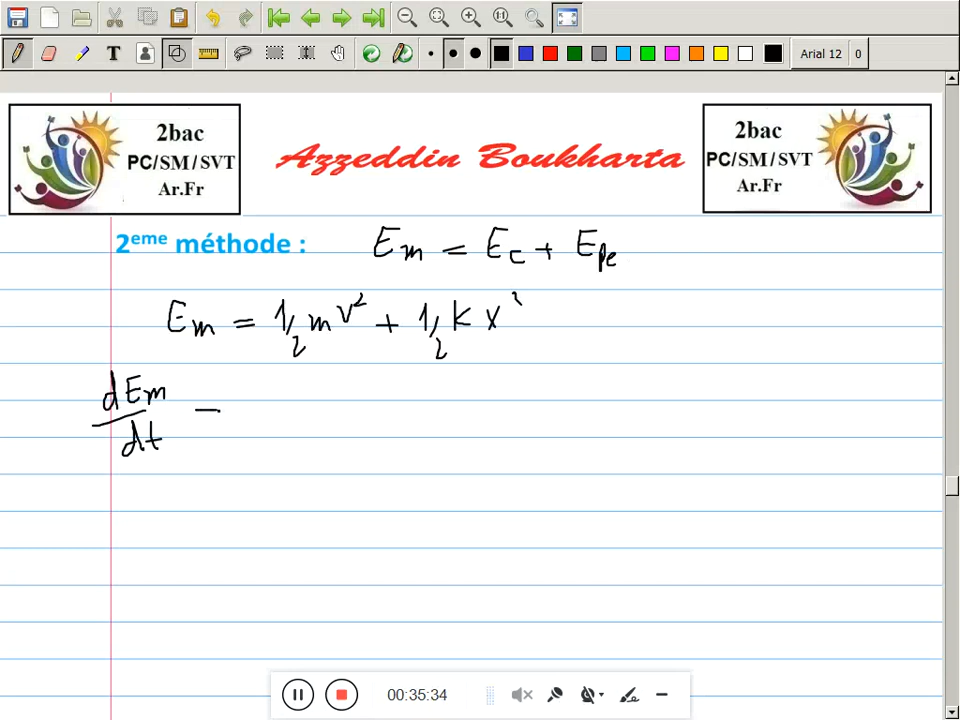 T
Arial 12
0
2bac
PC/SM/SVT
Ar.Fr
Azzeddin Boukharta
2bac
PC/SM/SVT
Ar.Fr
2eme méthode : Em = Ec + Epe
Em = 1/2 m v² + 1/2 k x²
dEm/dt =
00:35:34